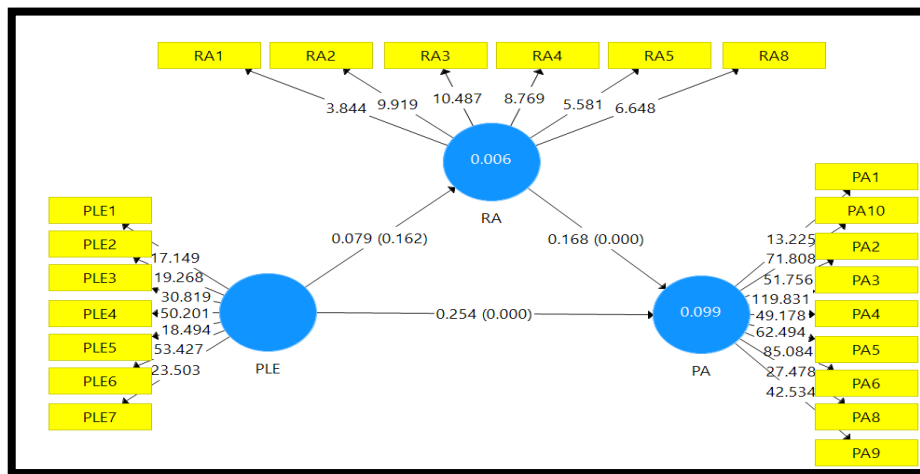 RA1 RA2 RA3 RA4 RA5 RA8
3.844 9.919 10.487 8.769 5.581 6.648
0.006
RA
0.079 (0.162)
0.168 (0.000)
PLE1
PLE2
PLE3
PLE4
PLE5
PLE6
PLE7
17.149
19.268
30.819
50.201
18.494
53.427
23.503
PLE
0.254 (0.000)
0.099
PA
13.225
71.808
51.756
119.831
49.178
62.494
85.084
27.478
42.534
PA1
PA10
PA2
PA3
PA4
PA5
PA6
PA8
PA9